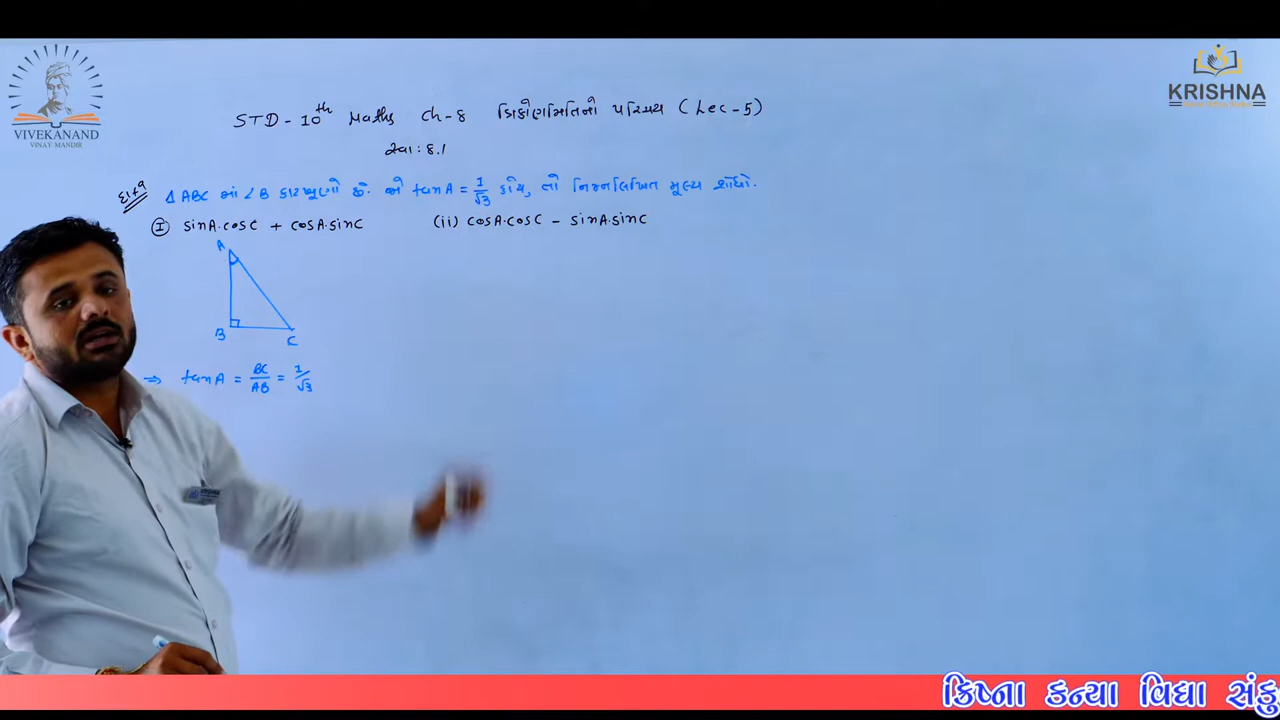 VIVEKANAND
VINAY MANDIR
KRISHNA
STD - 10th Maths Ch-8 ત્રિકોણમિતિનો પરિચય (Lec-5)
સ્વા: 8.1
દા.9
Δ ABC માં ∠B કાટખૂણો છે. જો tanA = 1/√3 હોય, તો નિમ્નલિખિત મૂલ્ય શોધો.
(I) sinA·cosC + cosA·sinC (ii) cosA·cosC - sinA·sinC
A
B
C
⇒ tanA = BC/AB = 1/√3
ક્રિષ્ના કન્યા વિદ્યા સંકુ